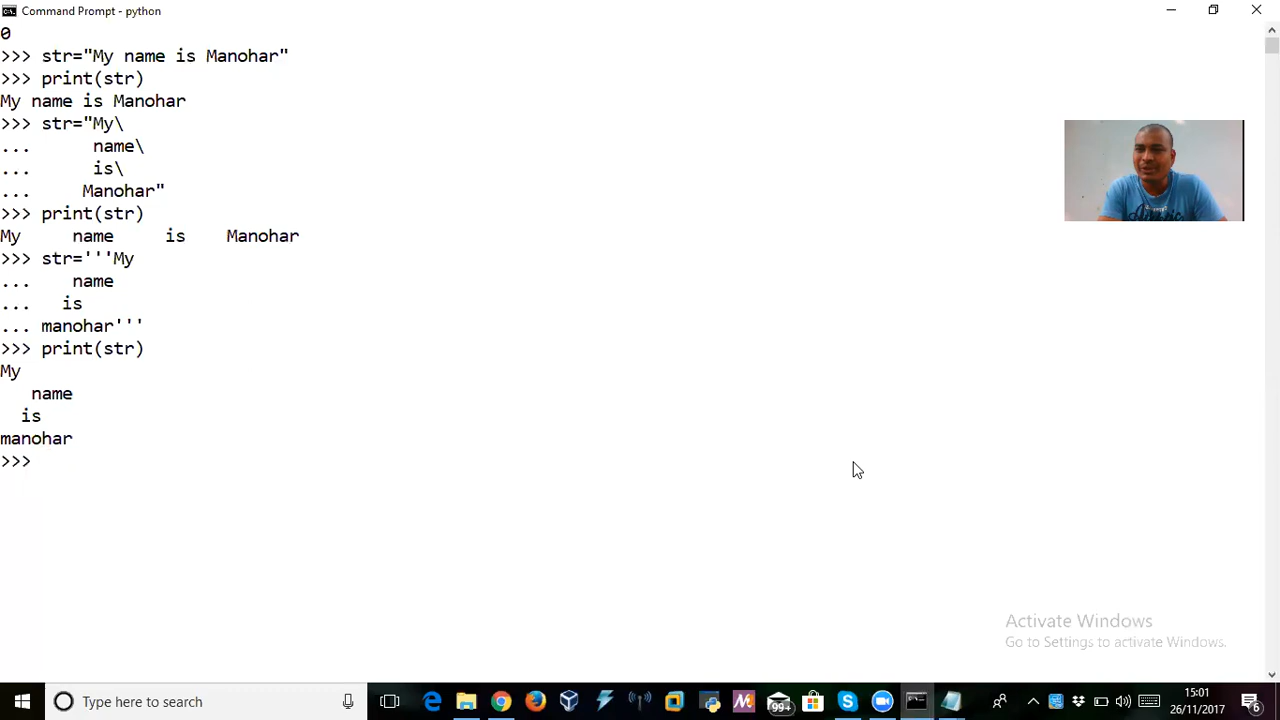 Command Prompt - python
0
>>> str="My name is Manohar"
>>> print(str)
My name is Manohar
>>> str="My\
...      name\
...      is\
...     Manohar"
>>> print(str)
My     name     is    Manohar
>>> str='''My
...    name
...   is
... manohar'''
>>> print(str)
My
   name
  is
manohar
>>>
Activate Windows
Go to Settings to activate Windows.
Type here to search
99+
15:01
26/11/2017
6